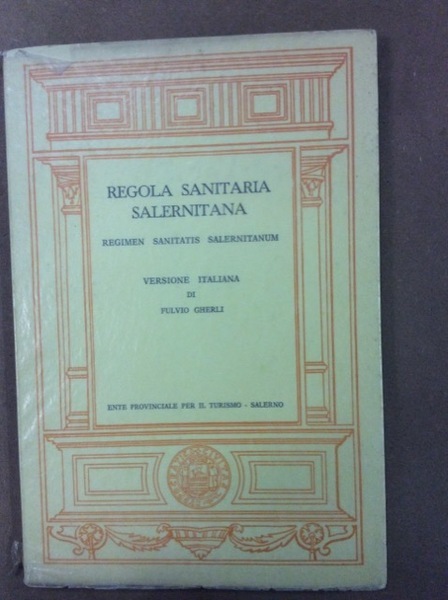 REGOLA SANITARIA
SALERNITANA
REGIMEN SANITATIS SALERNITANUM
VERSIONE ITALIANA
DI
FULVIO GHERLI
ENTE PROVINCIALE PER IL TURISMO - SALERNO